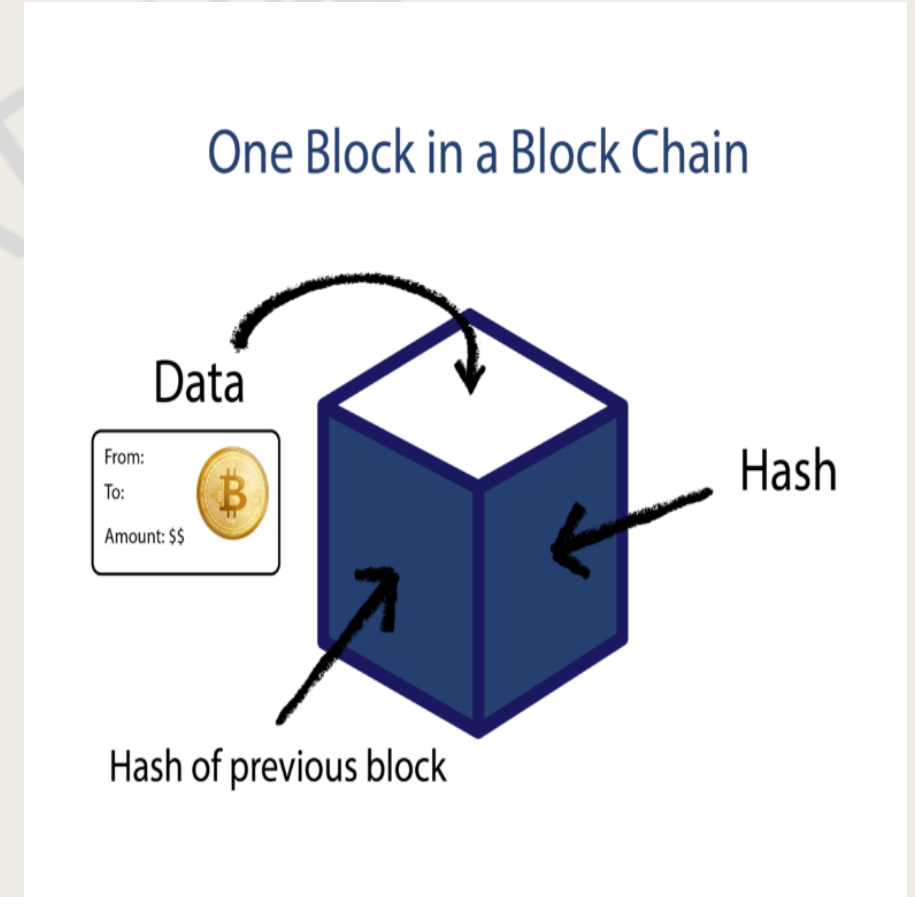 One Block in a Block Chain
Data
From:
To:
Amount: $$
Hash
Hash of previous block